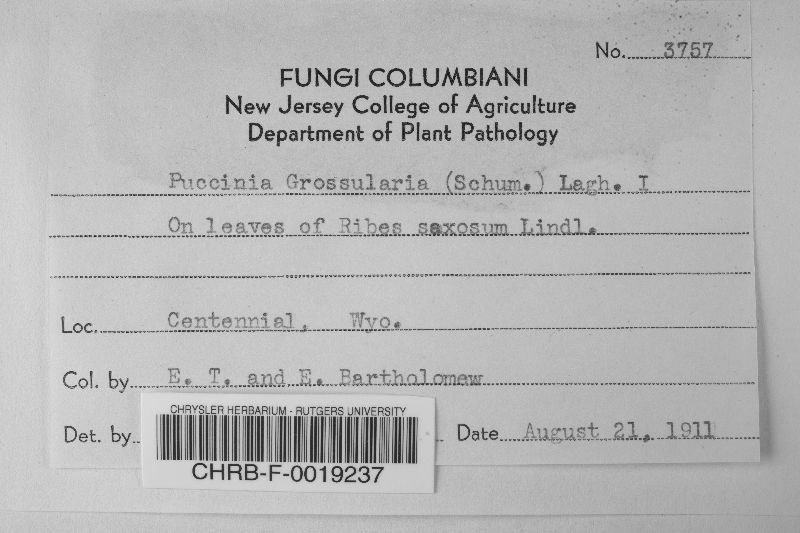 No. 3757
FUNGI COLUMBIANI
New Jersey College of Agriculture
Department of Plant Pathology
Puccinia Grossularia (Schum.) Lagh. I
On leaves of Ribes saxosum Lindl.
Loc. Centennial, Wyo.
Col. by E. T. and E. Bartholomew
Det. by
Date August 21, 1911
CHRYSLER HERBARIUM - RUTGERS UNIVERSITY
CHRB-F-0019237